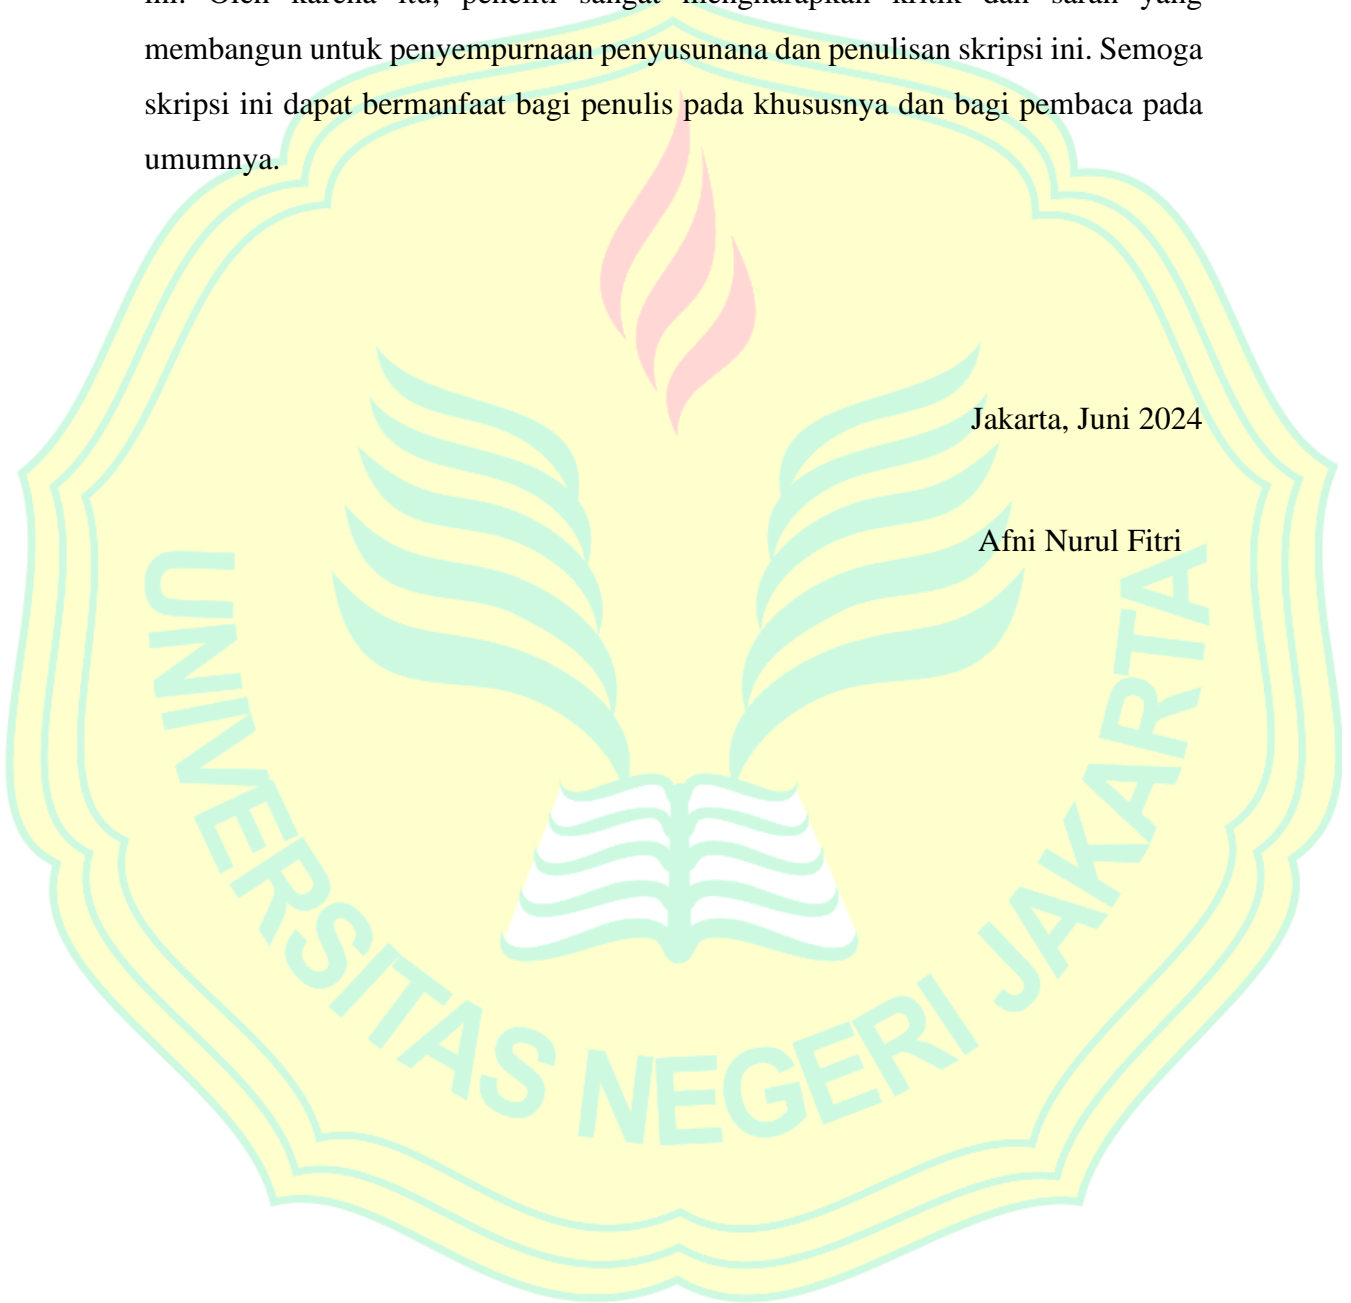 ini. Oleh karena itu, peneliti sangat mengharapkan kritik dan saran yang
membangun untuk penyempurnaan penyusunana dan penulisan skripsi ini. Semoga
skripsi ini dapat bermanfaat bagi penulis pada khususnya dan bagi pembaca pada
umumnya.
Jakarta, Juni 2024
Afni Nurul Fitri
UNIVERSITAS NEGERI JAKARTA